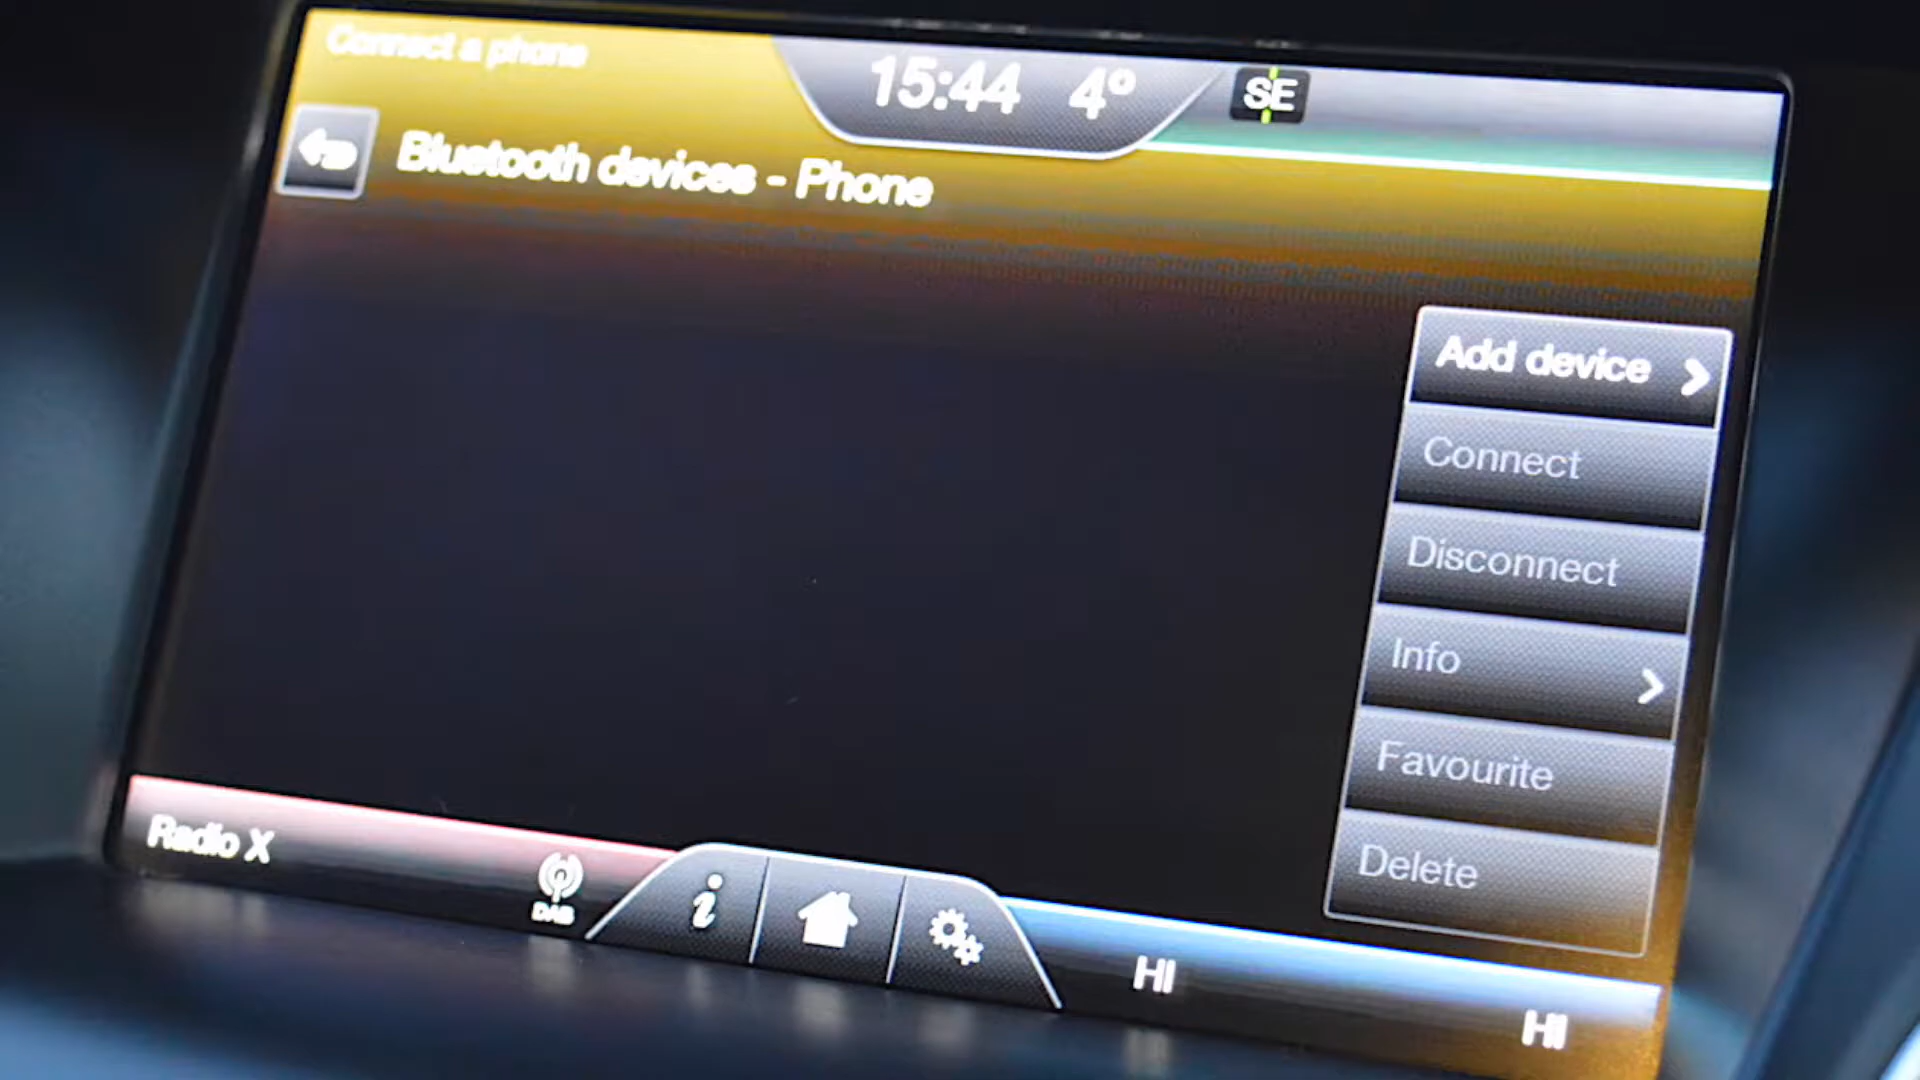 Connect a phone
15:44 4°
SE
Bluetooth devices - Phone
Add device
Connect
Disconnect
Info
Favourite
Delete
Radio X
DAB
i
HI
HI